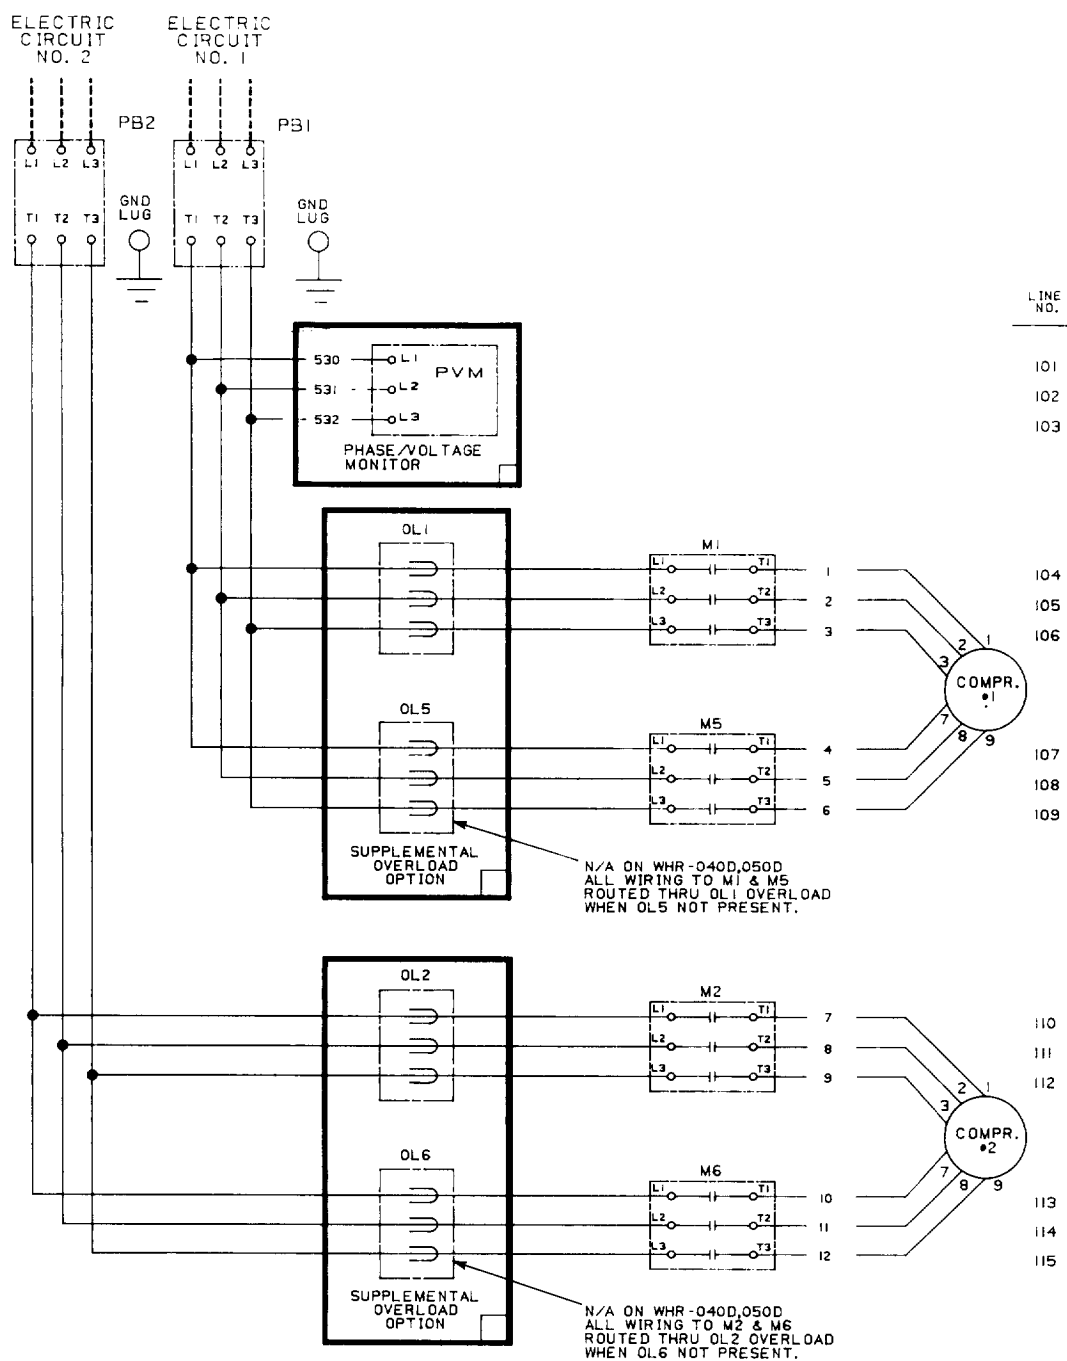 ELECTRIC
CIRCUIT
NO. 2
ELECTRIC
CIRCUIT
NO. 1
PB2
PB1
L1 L2 L3
L1 L2 L3
T1 T2 T3
GND
LUG
T1 T2 T3
GND
LUG
LINE
NO.
530 L1
PVM
531 L2
532 L3
PHASE/VOLTAGE
MONITOR
101
102
103
OL1
M1
L1 T1 1
L2 T2 2
L3 T3 3
104
105
106
1
2
3
COMPR.
#1
7
8
9
OL5
M5
L1 T1 4
L2 T2 5
L3 T3 6
107
108
109
SUPPLEMENTAL
OVERLOAD
OPTION
N/A ON WHR-040D,050D
ALL WIRING TO M1 & M5
ROUTED THRU OL1 OVERLOAD
WHEN OL5 NOT PRESENT.
OL2
M2
L1 T1 7
L2 T2 8
L3 T3 9
110
111
112
1
2
3
COMPR.
#2
7
8
9
OL6
M6
L1 T1 10
L2 T2 11
L3 T3 12
113
114
115
SUPPLEMENTAL
OVERLOAD
OPTION
N/A ON WHR-040D,050D
ALL WIRING TO M2 & M6
ROUTED THRU OL2 OVERLOAD
WHEN OL6 NOT PRESENT.